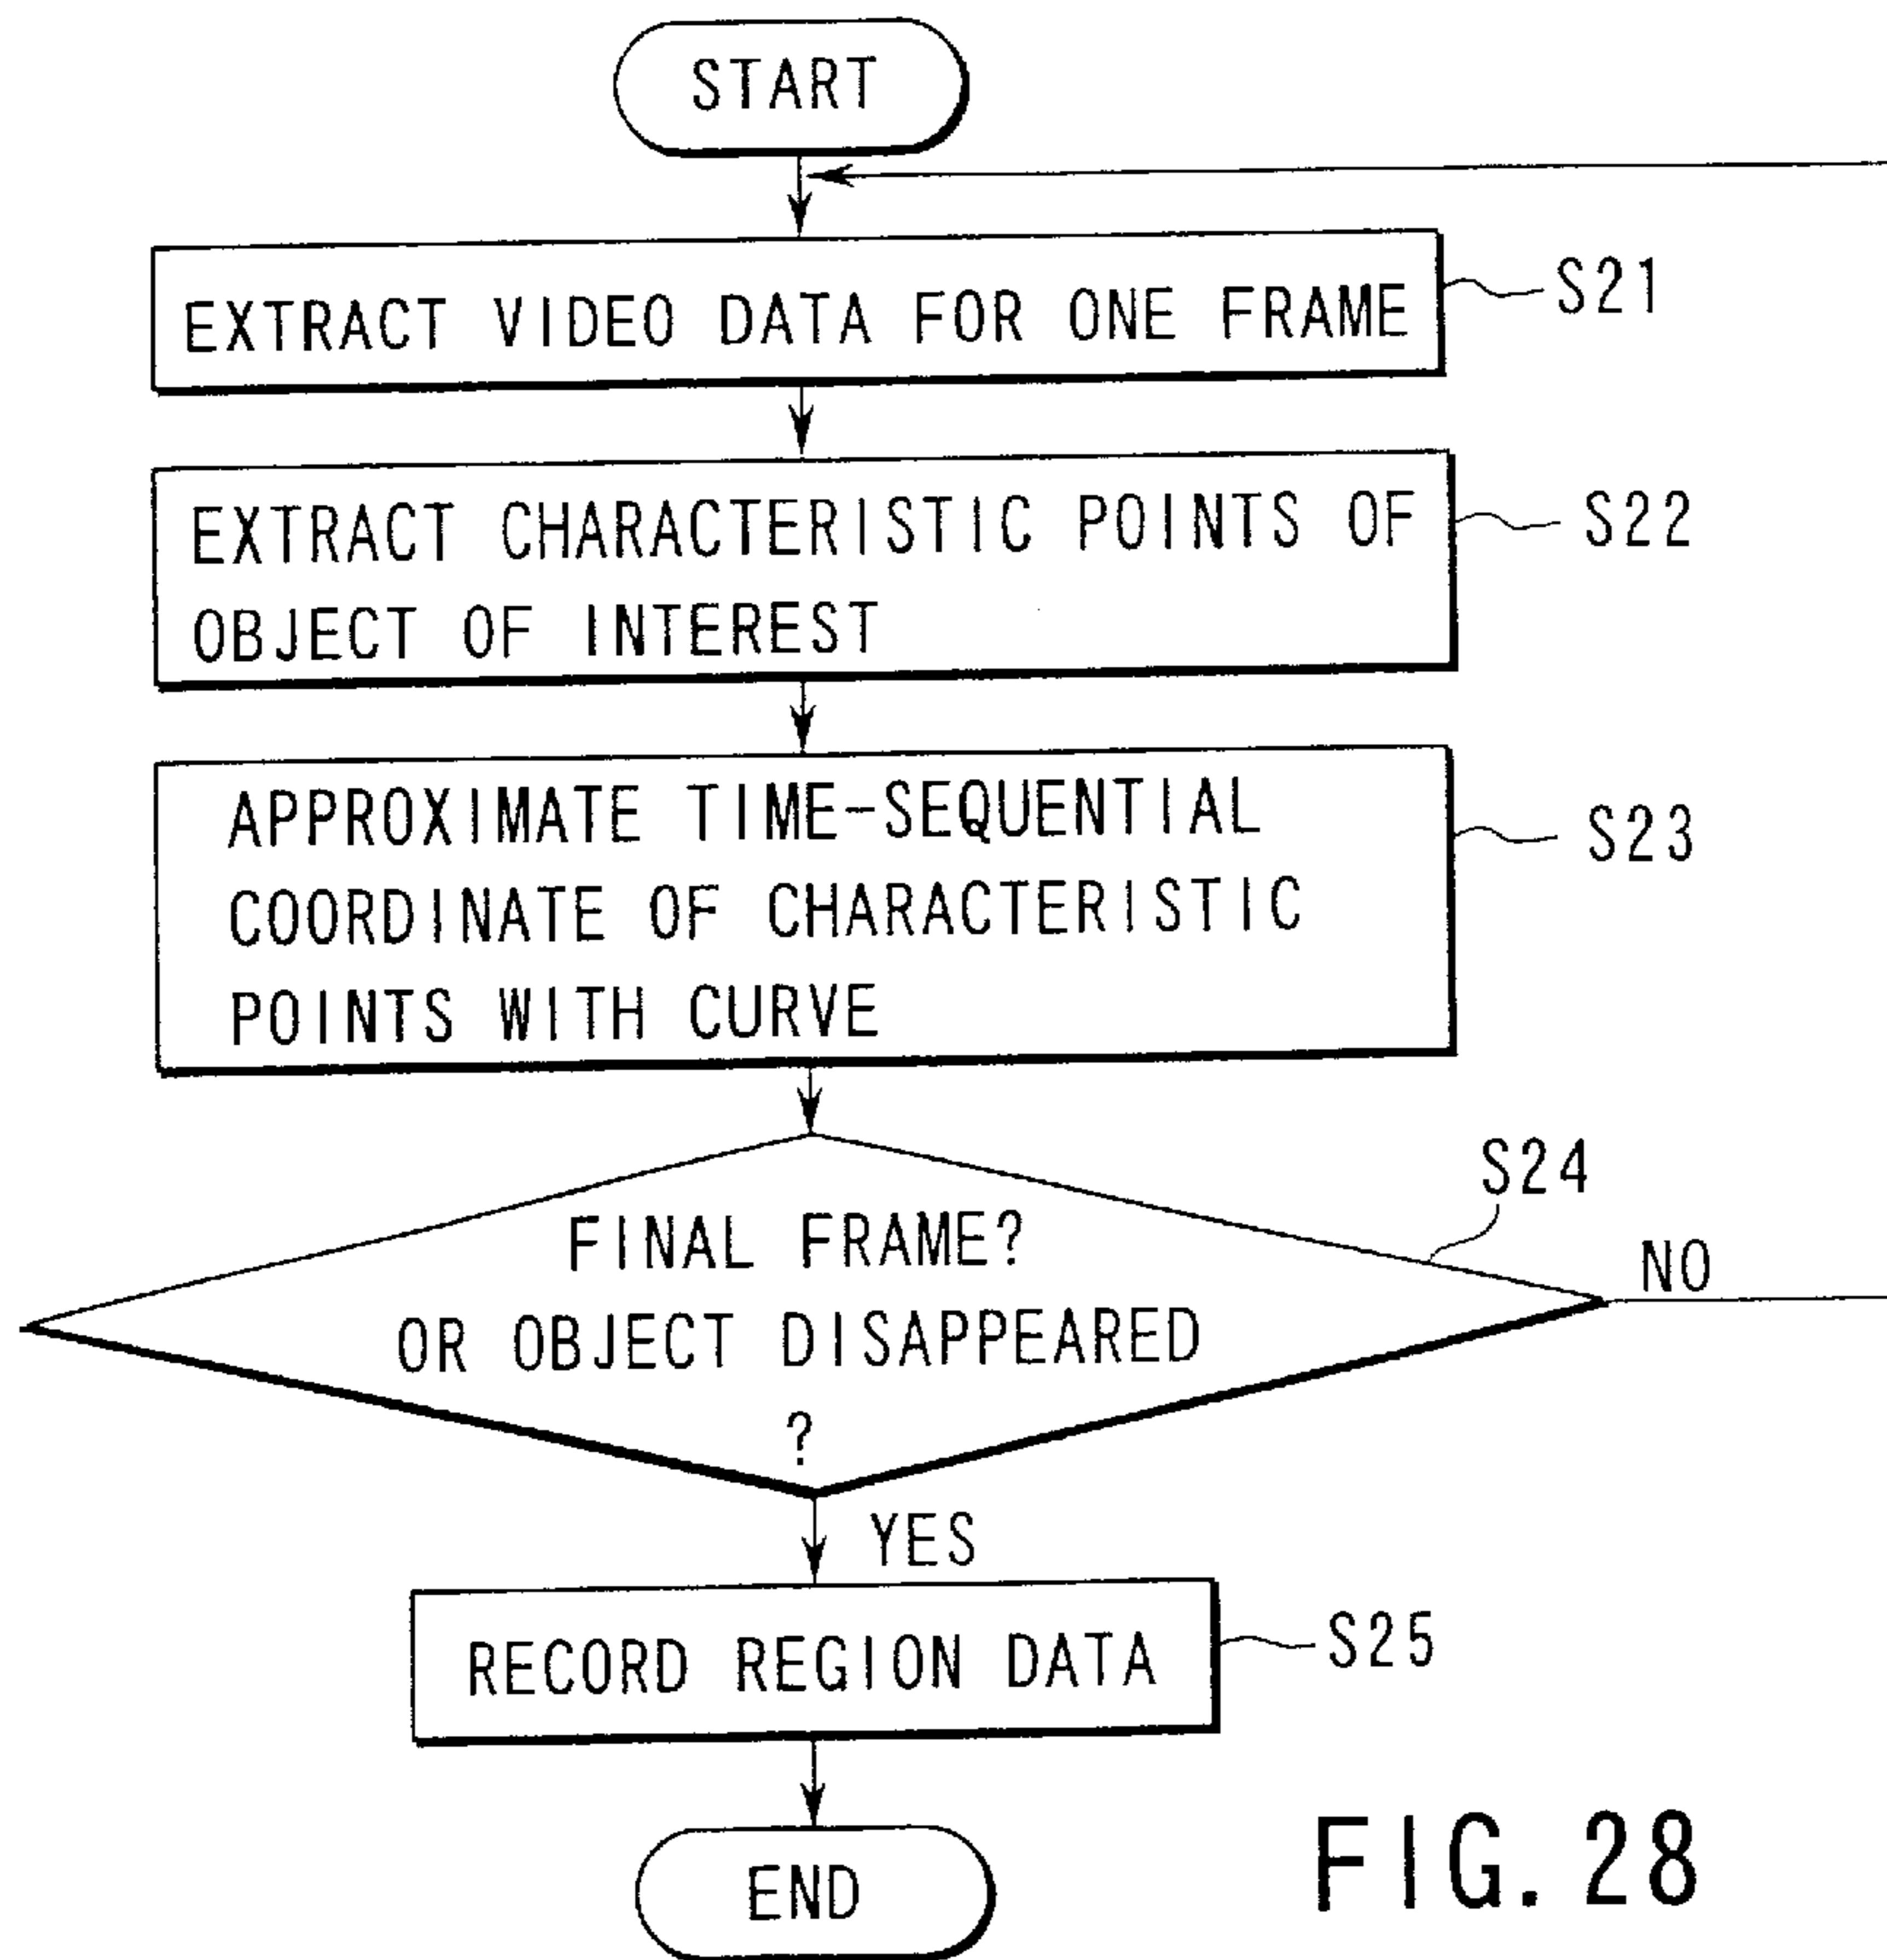 START
EXTRACT VIDEO DATA FOR ONE FRAME
S21
EXTRACT CHARACTERISTIC POINTS OF
OBJECT OF INTEREST
S22
APPROXIMATE TIME-SEQUENTIAL
COORDINATE OF CHARACTERISTIC
POINTS WITH CURVE
S23
FINAL FRAME?
OR OBJECT DISAPPEARED
?
S24
NO
YES
RECORD REGION DATA
S25
END
FIG. 28